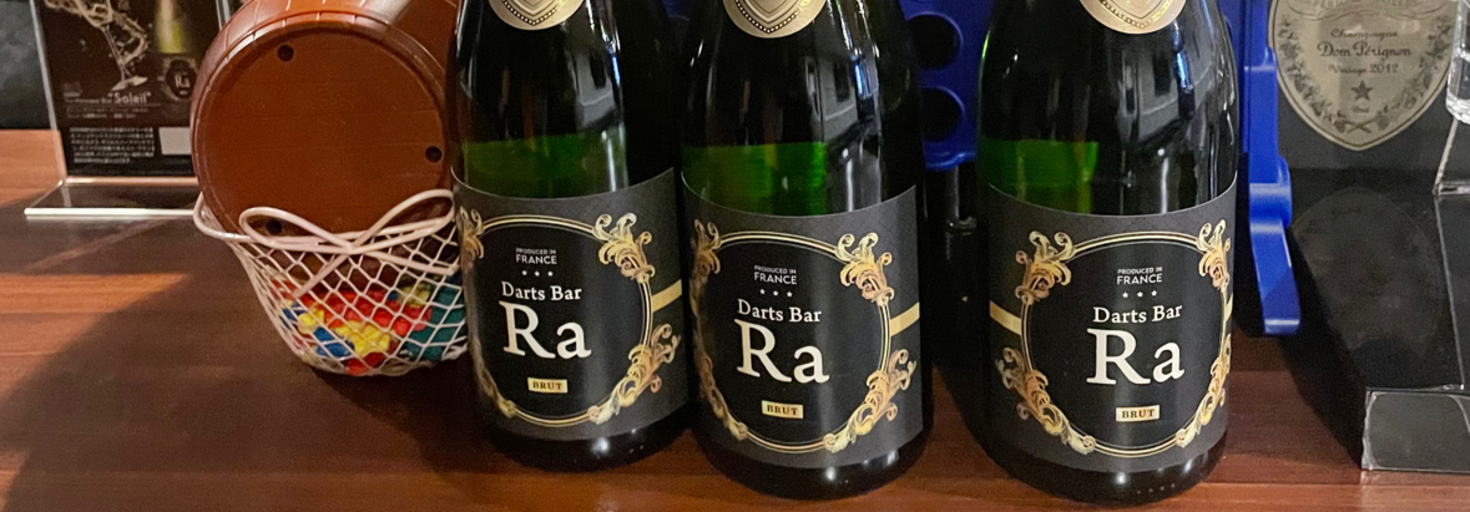 "Soleil"
PRODUCED IN
FRANCE
Darts Bar
Ra
BRUT
PRODUCED IN
FRANCE
Darts Bar
Ra
BRUT
PRODUCED IN
FRANCE
Darts Bar
Ra
BRUT
Champagne
Dom Pérignon
Vintage 2012